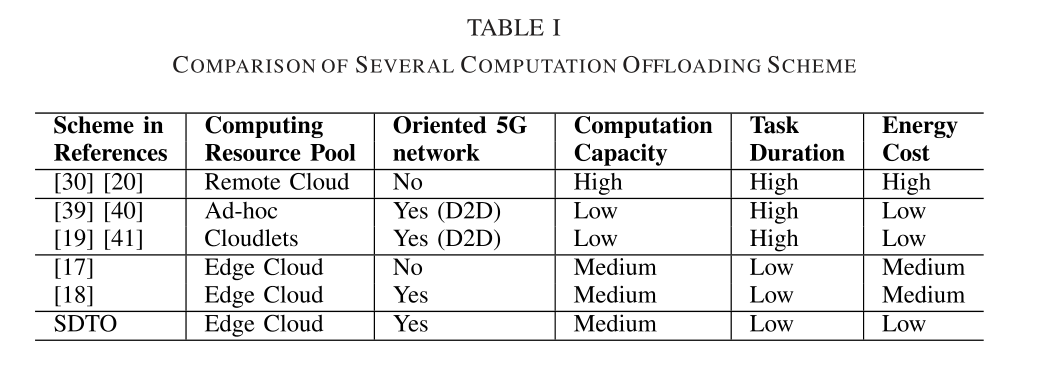 TABLE I
COMPARISON OF SEVERAL COMPUTATION OFFLOADING SCHEME
Scheme in References | Computing Resource Pool | Oriented 5G network | Computation Capacity | Task Duration | Energy Cost
[30] [20] | Remote Cloud | No | High | High | High
[39] [40] | Ad-hoc | Yes (D2D) | Low | High | Low
[19] [41] | Cloudlets | Yes (D2D) | Low | High | Low
[17] | Edge Cloud | No | Medium | Low | Medium
[18] | Edge Cloud | Yes | Medium | Low | Medium
SDTO | Edge Cloud | Yes | Medium | Low | Low